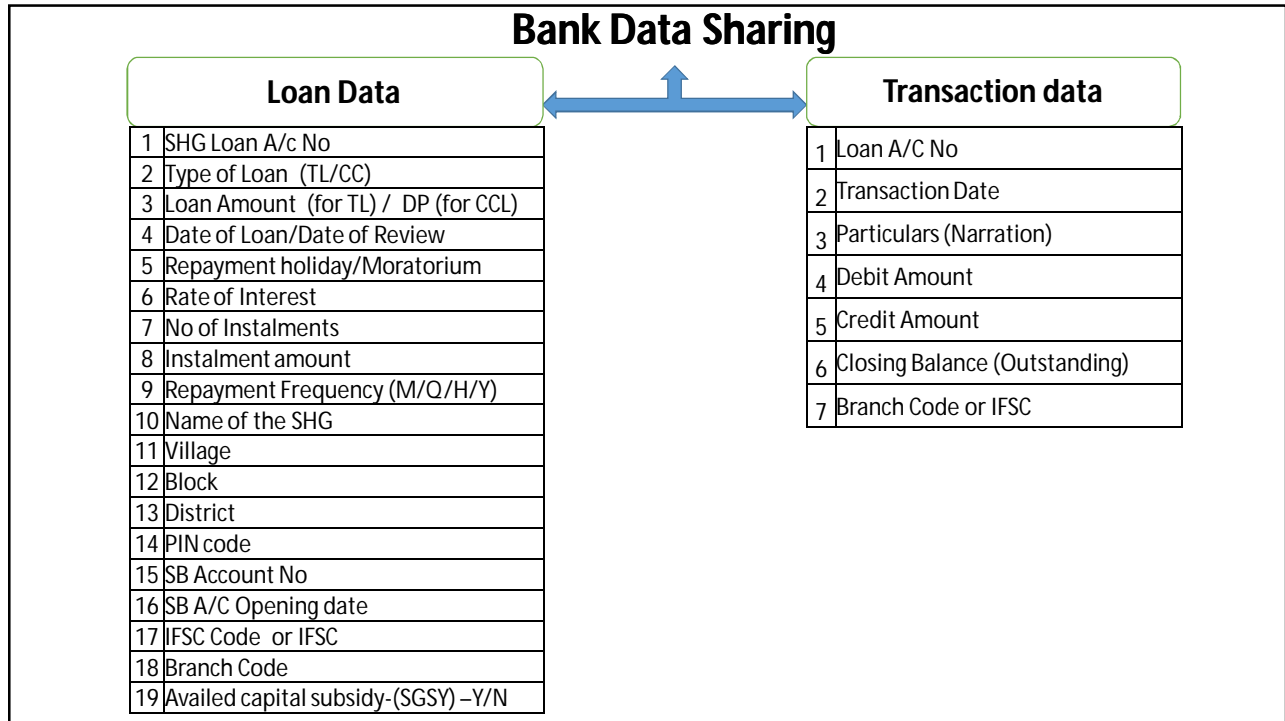 Bank Data Sharing
Loan Data
1 SHG Loan A/c No
2 Type of Loan (TL/CC)
3 Loan Amount (for TL) / DP (for CCL)
4 Date of Loan/Date of Review
5 Repayment holiday/Moratorium
6 Rate of Interest
7 No of Instalments
8 Instalment amount
9 Repayment Frequency (M/Q/H/Y)
10 Name of the SHG
11 Village
12 Block
13 District
14 PIN code
15 SB Account No
16 SB A/C Opening date
17 IFSC Code or IFSC
18 Branch Code
19 Availed capital subsidy-(SGSY) –Y/N
Transaction data
1 Loan A/C No
2 Transaction Date
3 Particulars (Narration)
4 Debit Amount
5 Credit Amount
6 Closing Balance (Outstanding)
7 Branch Code or IFSC